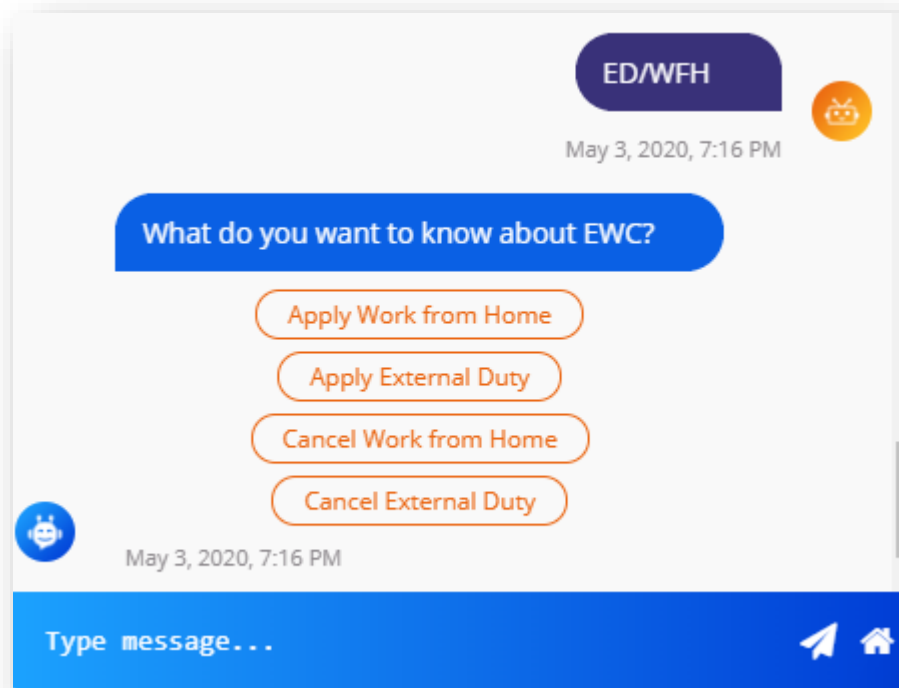 ED/WFH
May 3, 2020, 7:16 PM
What do you want to know about EWC?
Apply Work from Home
Apply External Duty
Cancel Work from Home
Cancel External Duty
May 3, 2020, 7:16 PM
Type message...